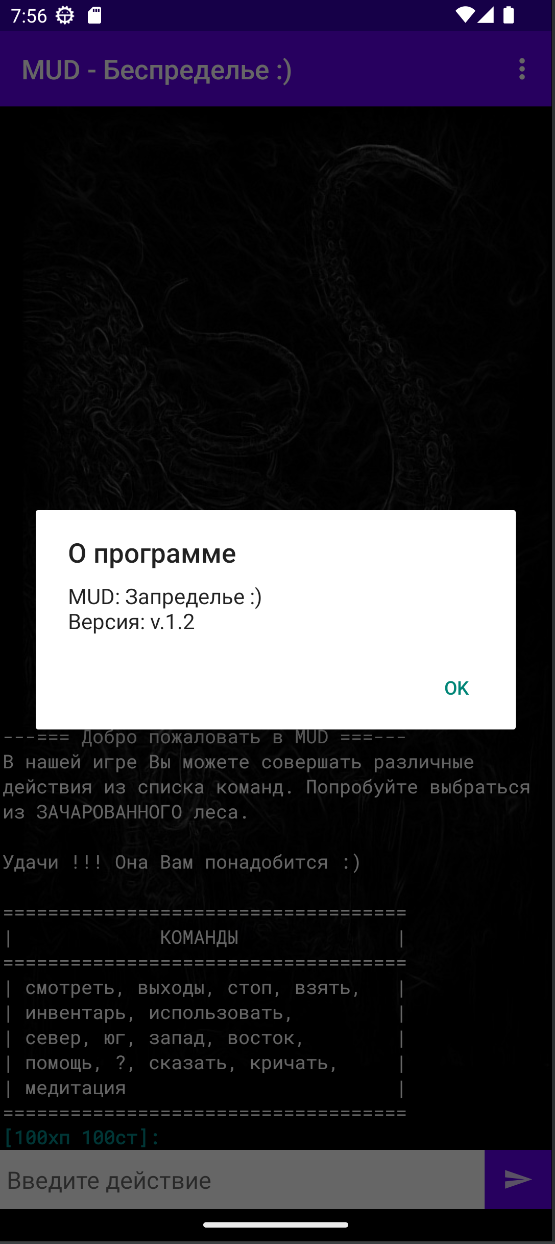 7:56
MUD - Беспределье :)
О программе
MUD: Запределье :)
Версия: v.1.2
OK
---=== Добро пожаловать в MUD ===---
В нашей игре Вы можете совершать различные
действия из списка команд. Попробуйте выбраться
из ЗАЧАРОВАННОГО леса.
Удачи !!! Она Вам понадобится :)
====================================
| КОМАНДЫ |
====================================
| смотреть, выходы, стоп, взять, |
| инвентарь, использовать, |
| север, юг, запад, восток, |
| помощь, ?, сказать, кричать, |
| медитация |
====================================
[100хп 100ст]:
Введите действие